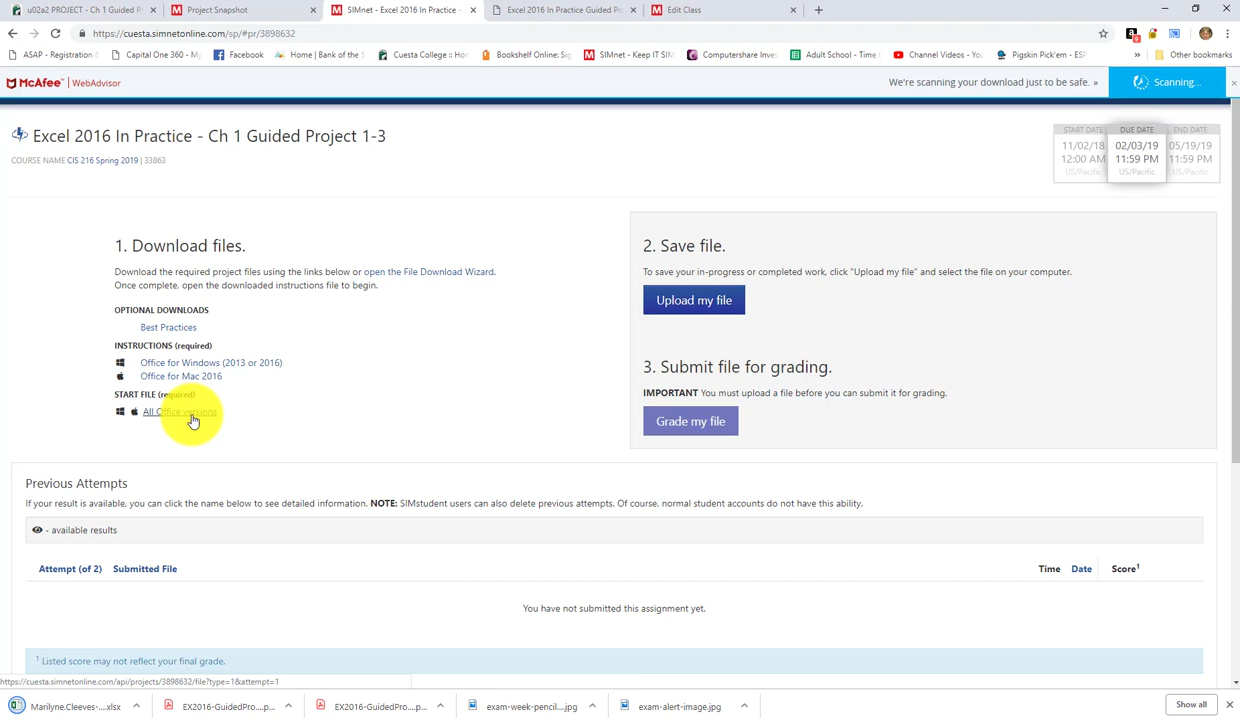 u02a2 PROJECT - Ch 1 Guided P
Project Snapshot
SIMnet - Excel 2016 In Practice -
Excel 2016 In Practice Guided Pro
Edit Class
https://cuesta.simnetonline.com/sp/#pr/3898632
ASAP - Registration &
Capital One 360 - My
Facebook
Home | Bank of the S
Cuesta College :: Hom
Bookshelf Online: Sig
SIMnet - Keep IT SIM
Computershare Inves
Adult School - Time
Channel Videos - You
Pigskin Pick'em - ESP
»
Other bookmarks
McAfee™ | WebAdvisor
We're scanning your download just to be safe. »
Scanning...
Excel 2016 In Practice - Ch 1 Guided Project 1-3
COURSE NAME CIS 216 Spring 2019 | 33863
START DATE DUE DATE END DATE
11/02/18 02/03/19 05/19/19
12:00 AM 11:59 PM 11:59 PM
US/Pacific US/Pacific US/Pacific
1. Download files.
Download the required project files using the links below or open the File Download Wizard.
Once complete, open the downloaded instructions file to begin.
OPTIONAL DOWNLOADS
Best Practices
INSTRUCTIONS (required)
Office for Windows (2013 or 2016)
Office for Mac 2016
START FILE (required)
All Office versions
2. Save file.
To save your in-progress or completed work, click "Upload my file" and select the file on your computer.
Upload my file
3. Submit file for grading.
IMPORTANT You must upload a file before you can submit it for grading.
Grade my file
Previous Attempts
If your result is available, you can click the name below to see detailed information. NOTE: SIMstudent users can also delete previous attempts. Of course, normal student accounts do not have this ability.
- available results
Attempt (of 2) Submitted File Time Date Score1
You have not submitted this assignment yet.
1 Listed score may not reflect your final grade.
https://cuesta.simnetonline.com/api/projects/3898632/file?type=1&attempt=1
Marilyne.Cleeves-....xlsx
EX2016-GuidedPro....p...
EX2016-GuidedPro....p...
exam-week-pencil....jpg
exam-alert-image.jpg
Show all